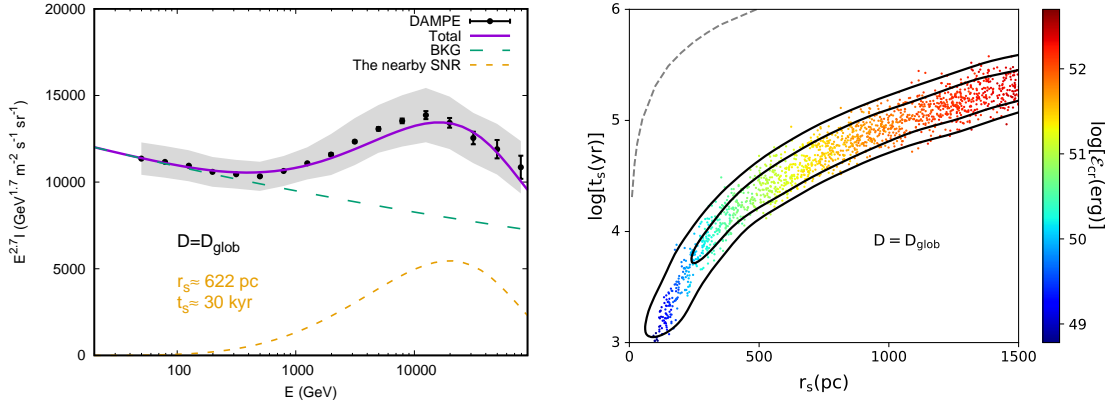 DAMPE
Total
BKG
The nearby SNR
20000
15000
10000
5000
0
E^2.7 I (GeV^1.7 m^-2 s^-1 sr^-1)
D=D_glob
r_s≈ 622 pc
t_s≈ 30 kyr
100
1000
10000
E (GeV)
6
5
4
3
log[t_s(yr)]
D = D_glob
0
500
1000
1500
r_s(pc)
52
51
50
49
log[ℰ_cr(erg)]